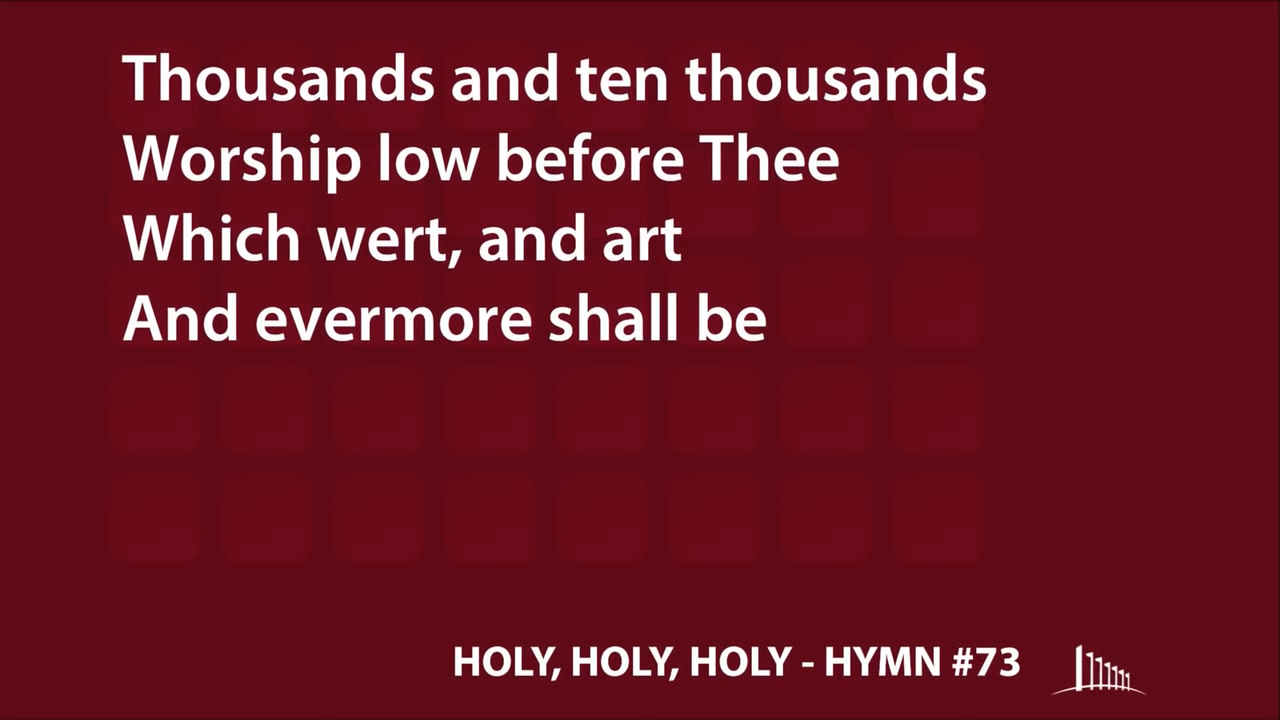 Thousands and ten thousands
Worship low before Thee
Which wert, and art
And evermore shall be
HOLY, HOLY, HOLY - HYMN #73